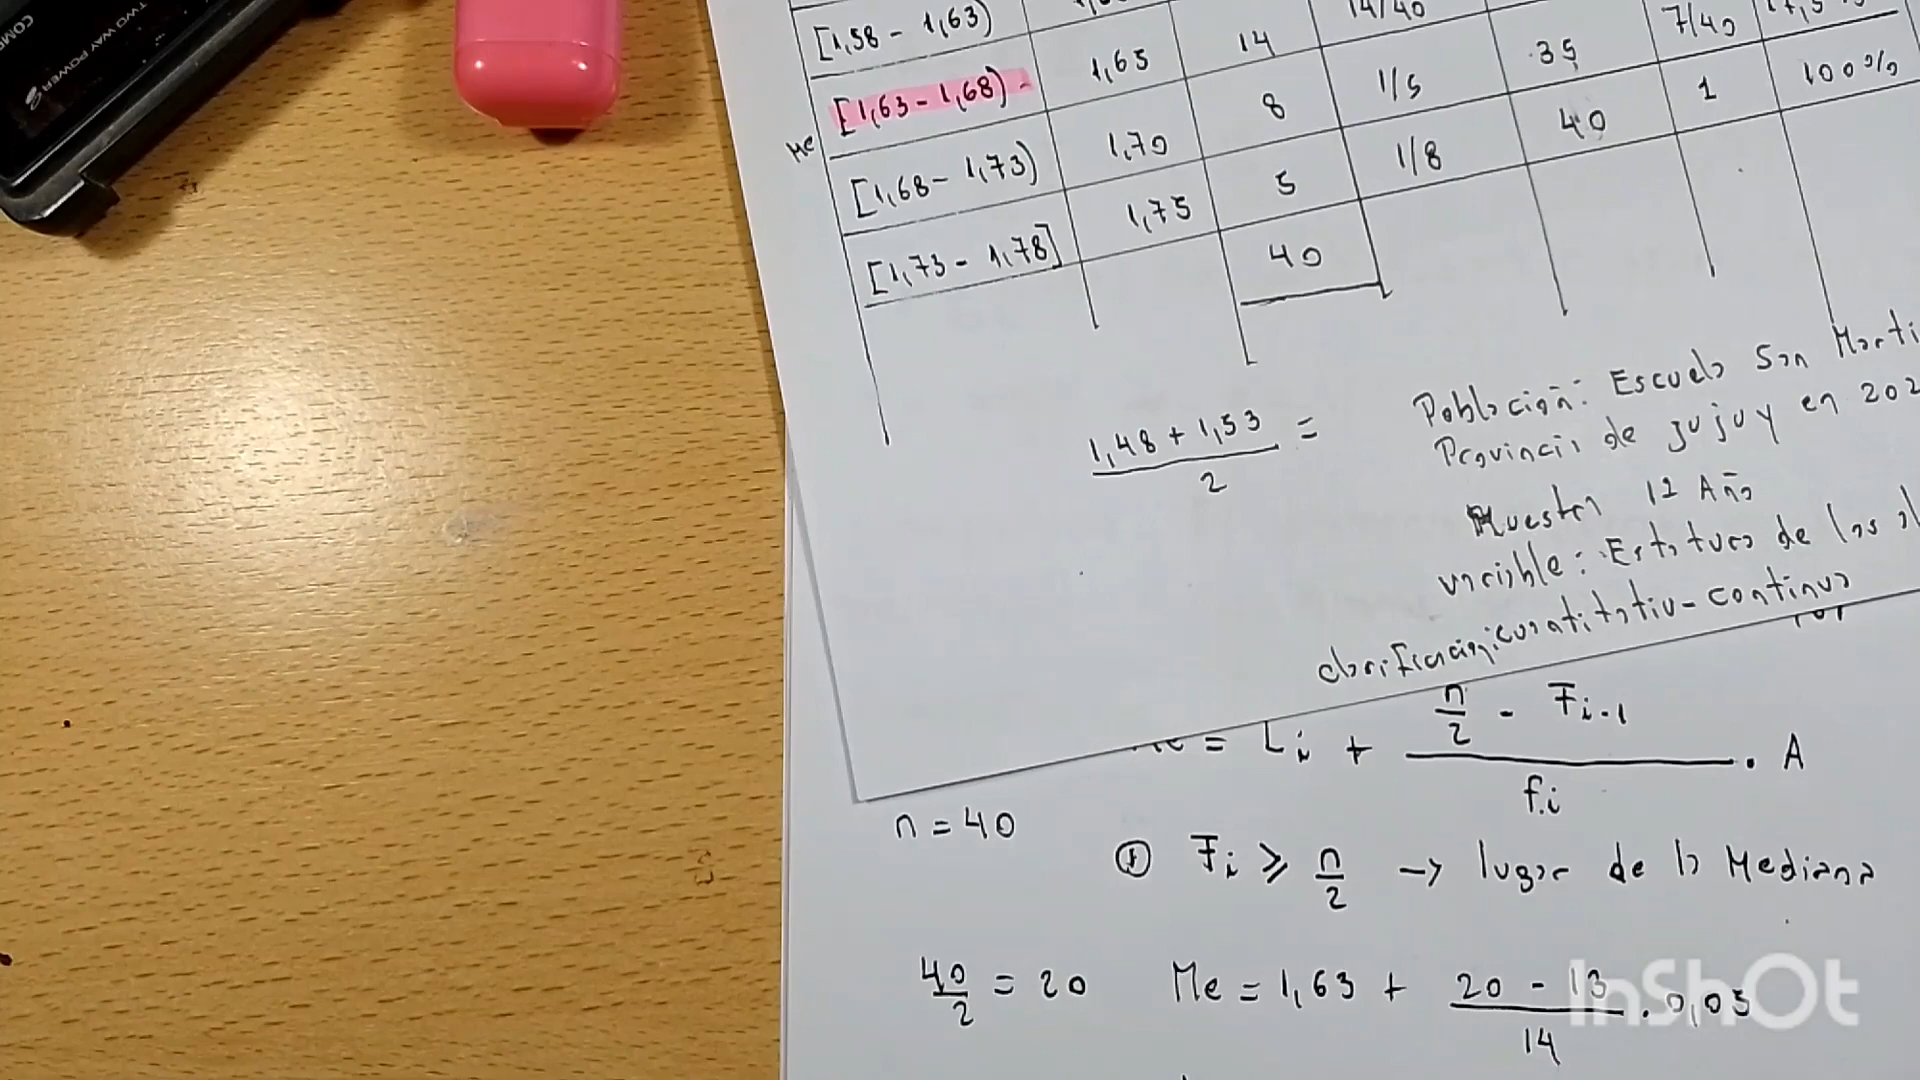 TWO WAY POWER
[1,58 - 1,63) 14/40 7/40
[1,63 - 1,68) - 1,65 14 1/5 35 1 100%
Me [1,68 - 1,73) 1,70 8 1/8 40
[1,73 - 1,78] 1,75 5
40
1,48 + 1,53 / 2 =
Población: Escuela San Marti
Provincia de jujuy en 202
Muestra 1º Año
variable: Estatura de los al
clasificación: cuantitativ- continua
= Li + n/2 - Fi-1 / fi . A
n = 40
① Fi ≥ n/2 → lugar de la Mediana
40/2 = 20 Me = 1,63 + 20 - 13 / 14 . 0,05
InShOt